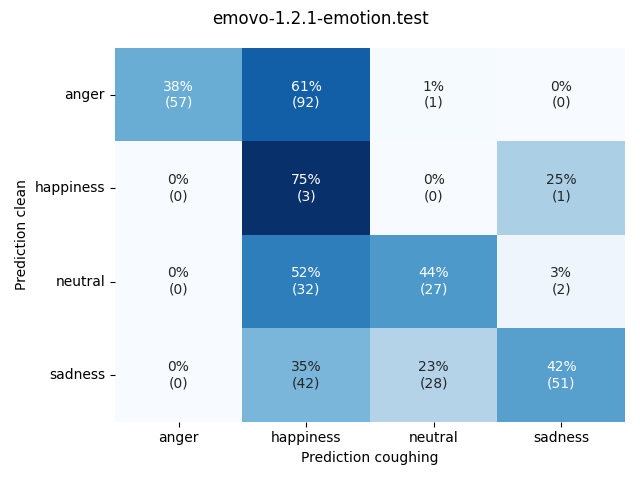 emovo-1.2.1-emotion.test
Prediction clean
anger
38% 61% 1% 0%
(57) (92) (1) (0)
happiness
0% 75% 0% 25%
(0) (3) (0) (1)
neutral
0% 52% 44% 3%
(0) (32) (27) (2)
sadness
0% 35% 23% 42%
(0) (42) (28) (51)
anger happiness neutral sadness
Prediction coughing